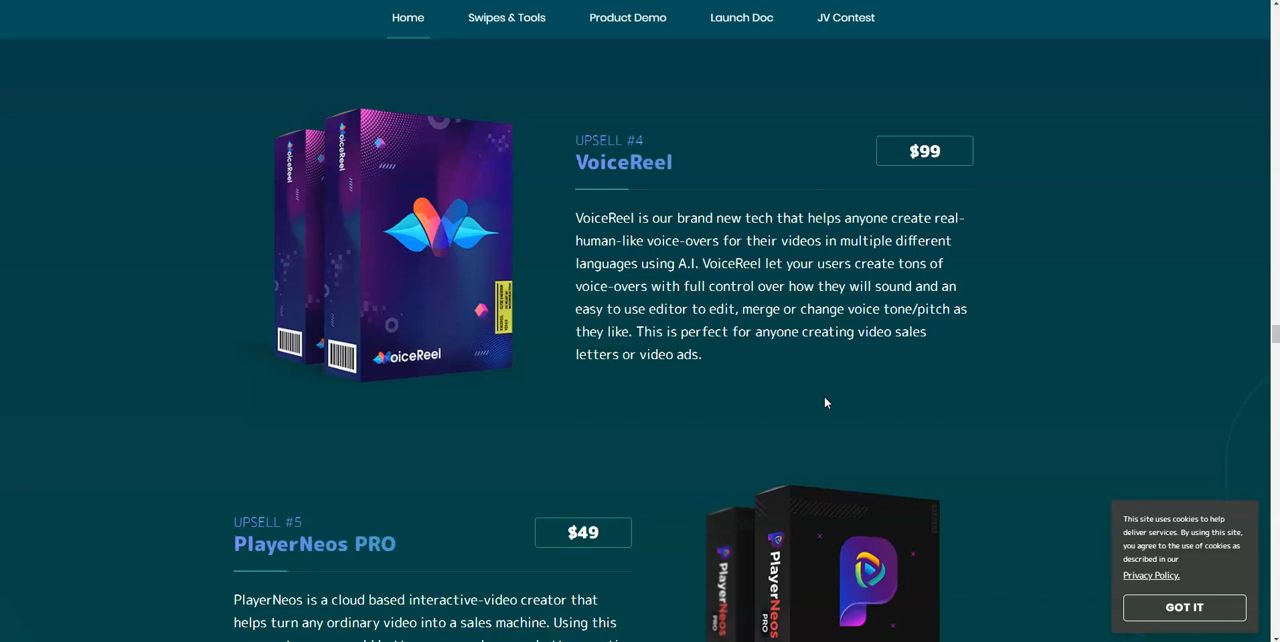 Home
Swipes & Tools
Product Demo
Launch Doc
JV Contest
VoiceReel
VoiceReel
VoiceReel
UPSELL #4
VoiceReel
$99
VoiceReel is our brand new tech that helps anyone create real-
human-like voice-overs for their videos in multiple different
languages using A.I. VoiceReel let your users create tons of
voice-overs with full control over how they will sound and an
easy to use editor to edit, merge or change voice tone/pitch as
they like. This is perfect for anyone creating video sales
letters or video ads.
UPSELL #5
PlayerNeos PRO
$49
PlayerNeos is a cloud based interactive-video creator that
helps turn any ordinary video into a sales machine. Using this
PlayerNeos
PRO
PlayerNeos
PRO
This site uses cookies to help
deliver services. By using this site,
you agree to the use of cookies as
described in our
Privacy Policy.
GOT IT